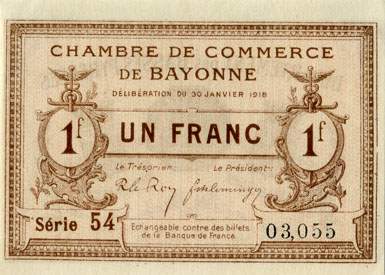 CHAMBRE DE COMMERCE
DE BAYONNE
DÉLIBÉRATION DU 30 JANVIER 1918
1f UN FRANC 1f
Le Trésorier: Le Président:
Série 54 03,055
Echangeable contre des billets
de la Banque de France.